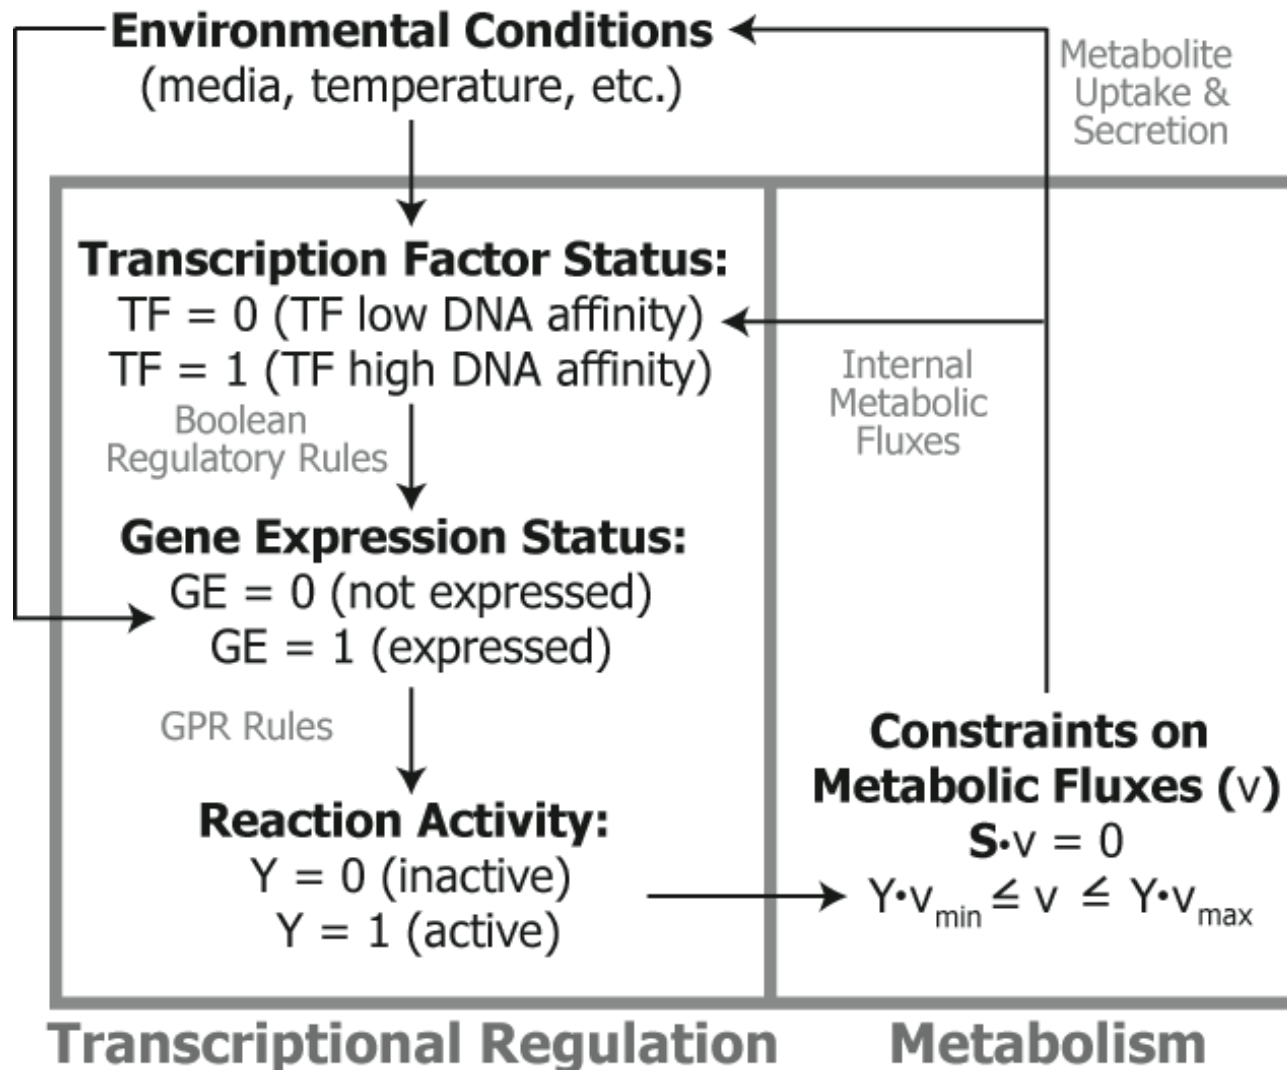 Environmental Conditions
(media, temperature, etc.)
Metabolite
Uptake &
Secretion
Transcription Factor Status:
TF = 0 (TF low DNA affinity)
TF = 1 (TF high DNA affinity)
Internal
Metabolic
Fluxes
Boolean
Regulatory Rules
Gene Expression Status:
GE = 0 (not expressed)
GE = 1 (expressed)
GPR Rules
Reaction Activity:
Y = 0 (inactive)
Y = 1 (active)
Constraints on
Metabolic Fluxes (v)
S·v = 0
Y·vmin ≤ v ≤ Y·vmax
Transcriptional Regulation
Metabolism